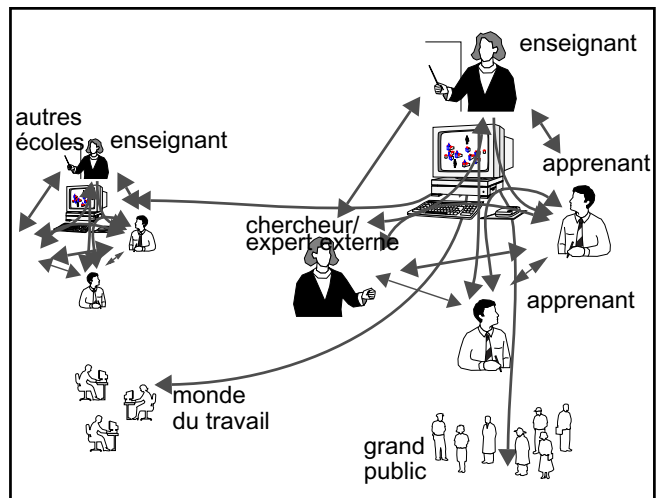 enseignant
autres
écoles
enseignant
apprenant
chercheur/
expert externe
apprenant
monde
du travail
grand
public